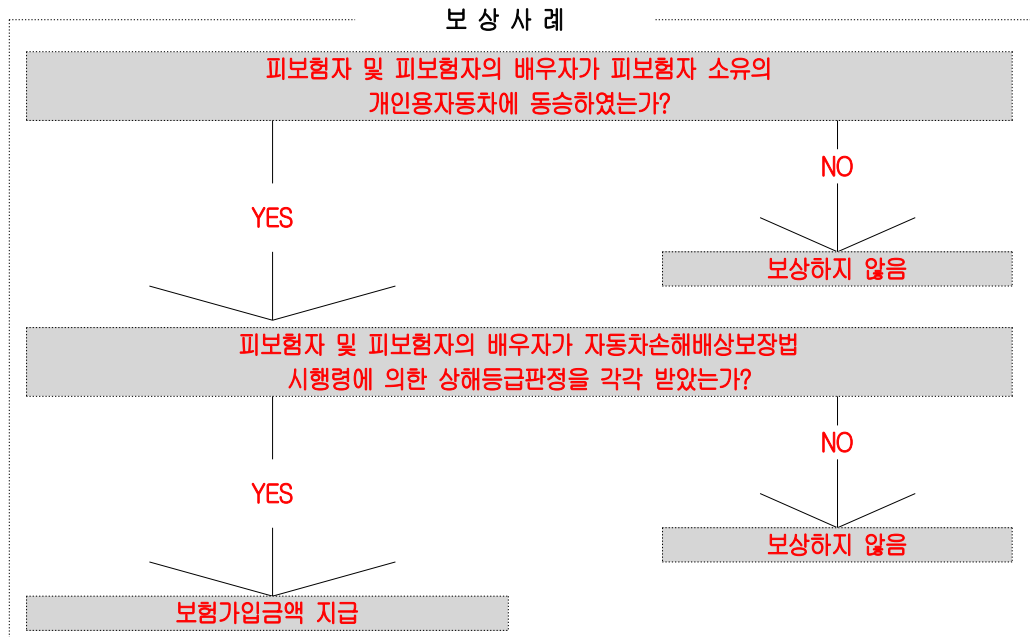 보 상 사 례
피보험자 및 피보험자의 배우자가 피보험자 소유의
개인용자동차에 동승하였는가?
NO
YES
보상하지 않음
피보험자 및 피보험자의 배우자가 자동차손해배상보장법
시행령에 의한 상해등급판정을 각각 받았는가?
NO
YES
보상하지 않음
보험가입금액 지급